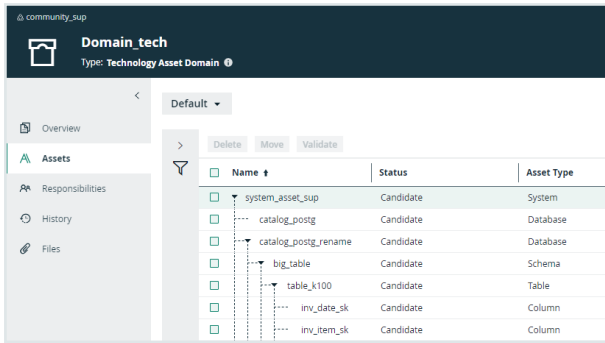 community_sup
Domain_tech
Type: Technology Asset Domain
Default
Overview
Assets
Responsibilities
History
Files
Delete Move Validate
Name Status Asset Type
system_asset_sup Candidate System
catalog_postg Candidate Database
catalog_postg_rename Candidate Database
big_table Candidate Schema
table_k100 Candidate Table
inv_date_sk Candidate Column
inv_item_sk Candidate Column